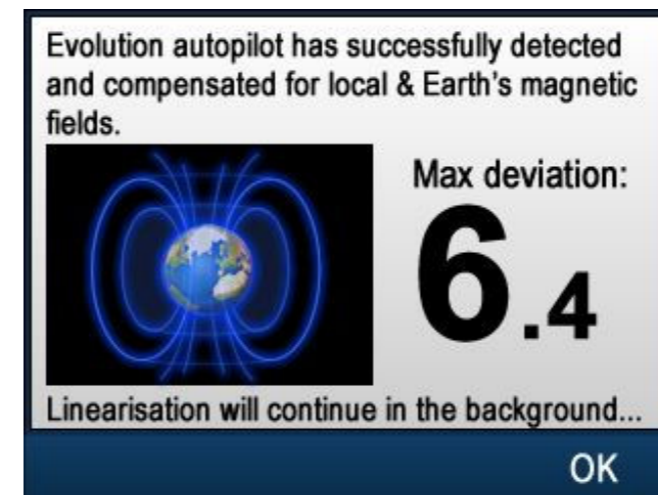 Evolution autopilot has successfully detected
and compensated for local & Earth's magnetic
fields.
Max deviation:
6.4
Linearisation will continue in the background...
OK